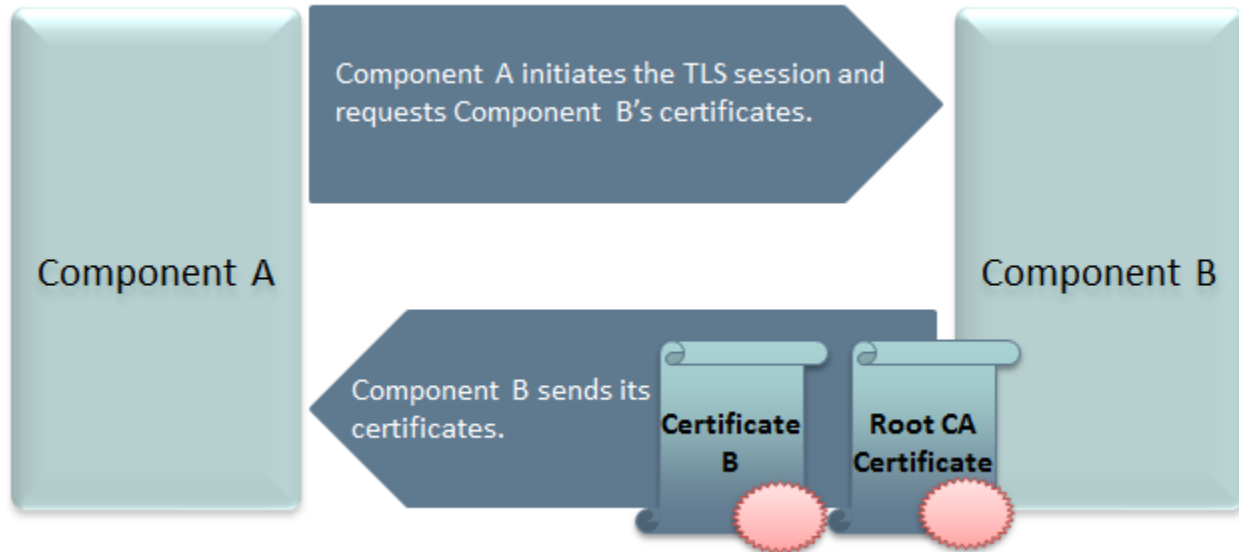 Component A
Component A initiates the TLS session and
requests Component B's certificates.
Component B
Component B sends its
certificates.
Certificate
B
Root CA
Certificate